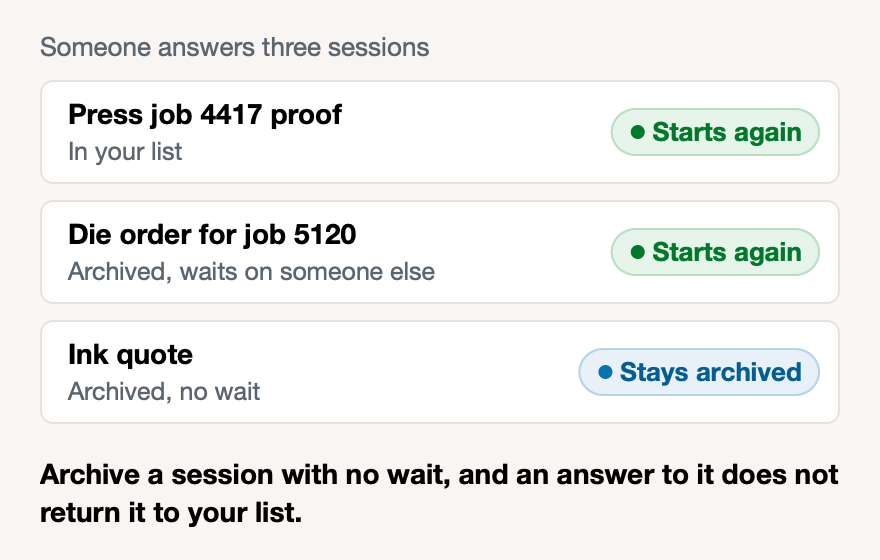 Someone answers three sessions
Press job 4417 proof
In your list
Starts again
Die order for job 5120
Archived, waits on someone else
Starts again
Ink quote
Archived, no wait
Stays archived
Archive a session with no wait, and an answer to it does not
return it to your list.